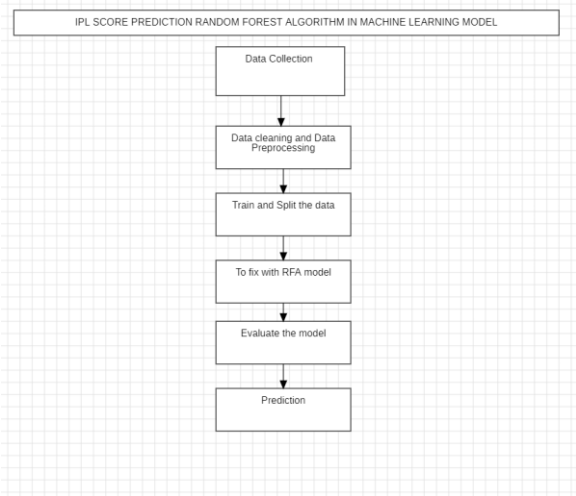 IPL SCORE PREDICTION RANDOM FOREST ALGORITHM IN MACHINE LEARNING MODEL
Data Collection
Data cleaning and Data
Preprocessing
Train and Split the data
To fix with RFA model
Evaluate the model
Prediction